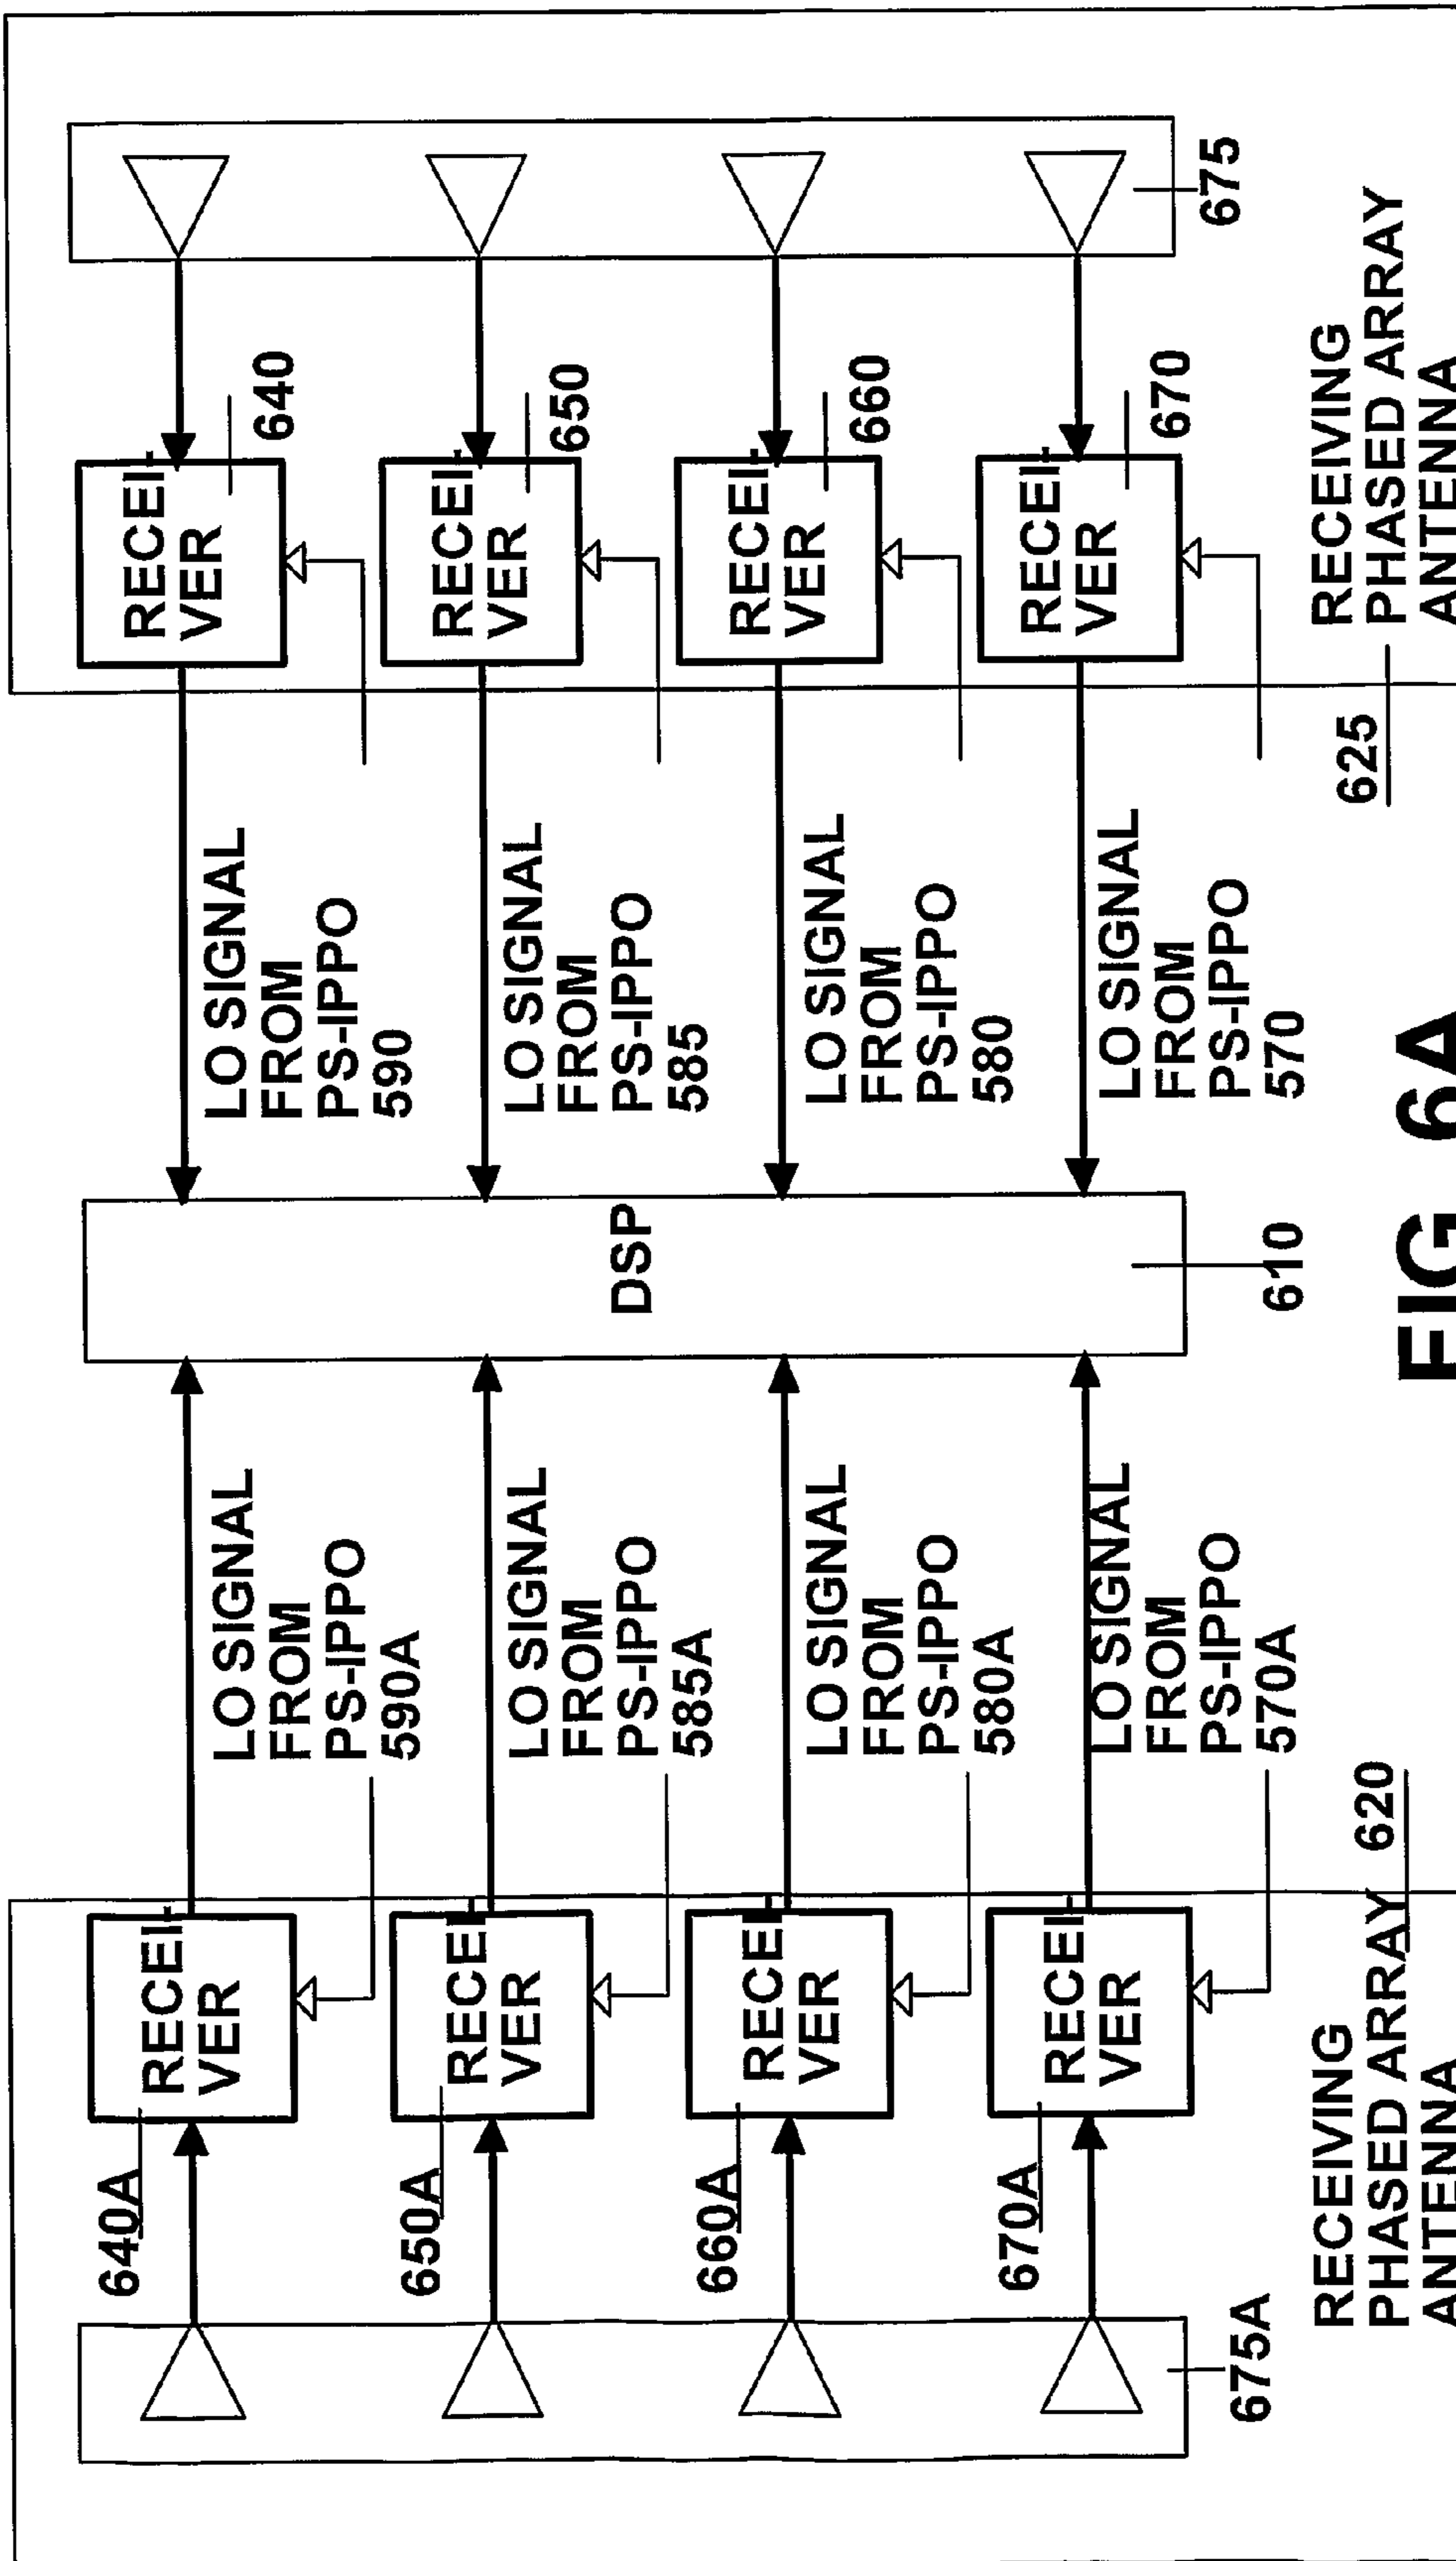 640A
RECEI-
VER
LO SIGNAL
FROM
PS-IPPO
590A
LO SIGNAL
FROM
PS-IPPO
590
RECEI-
VER
640
650A
RECEI-
VER
LO SIGNAL
FROM
PS-IPPO
585A
DSP
LO SIGNAL
FROM
PS-IPPO
585
RECEI-
VER
650
660A
RECEI-
VER
LO SIGNAL
FROM
PS-IPPO
580A
LO SIGNAL
FROM
PS-IPPO
580
RECEI-
VER
660
670A
RECEI-
VER
LO SIGNAL
FROM
PS-IPPO
570A
LO SIGNAL
FROM
PS-IPPO
570
RECEI-
VER
670
675A
610
675
RECEIVING
PHASED ARRAY
ANTENNA
620
625
RECEIVING
PHASED ARRAY
ANTENNA
FIG 6A